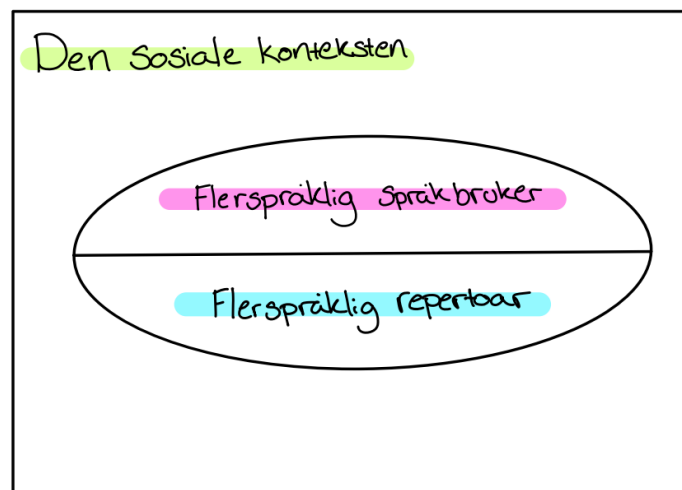 Den sosiale konteksten
Flerspråklig språkbruker
Flerspråklig repertoar